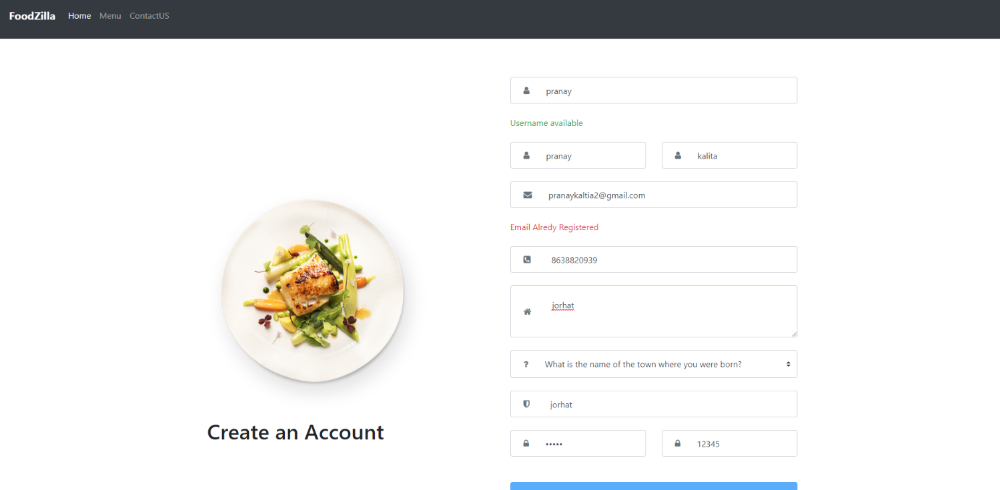 FoodZilla Home Menu ContactUS
pranay
Username available
pranay kalita
pranaykaltia2@gmail.com
Email Alredy Registered
8638820939
jorhat
? What is the name of the town where you were born?
jorhat
••••• 12345
Create an Account